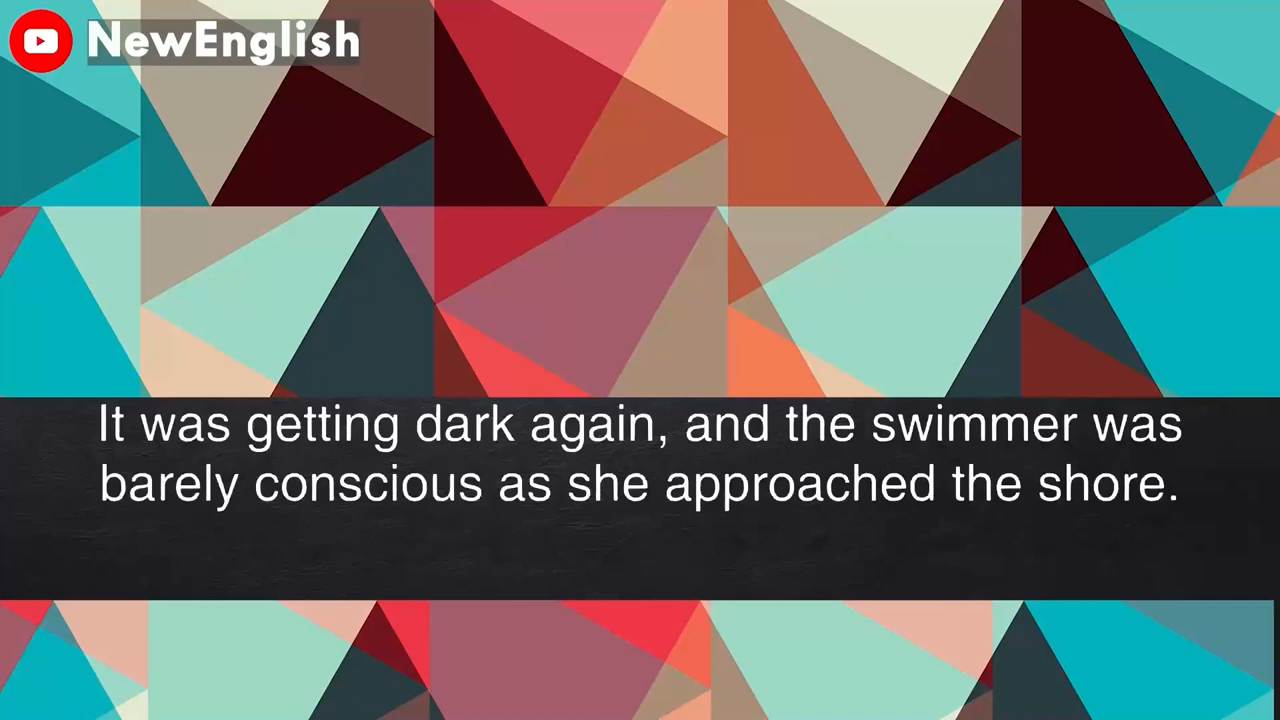 NewEnglish
It was getting dark again, and the swimmer was
barely conscious as she approached the shore.